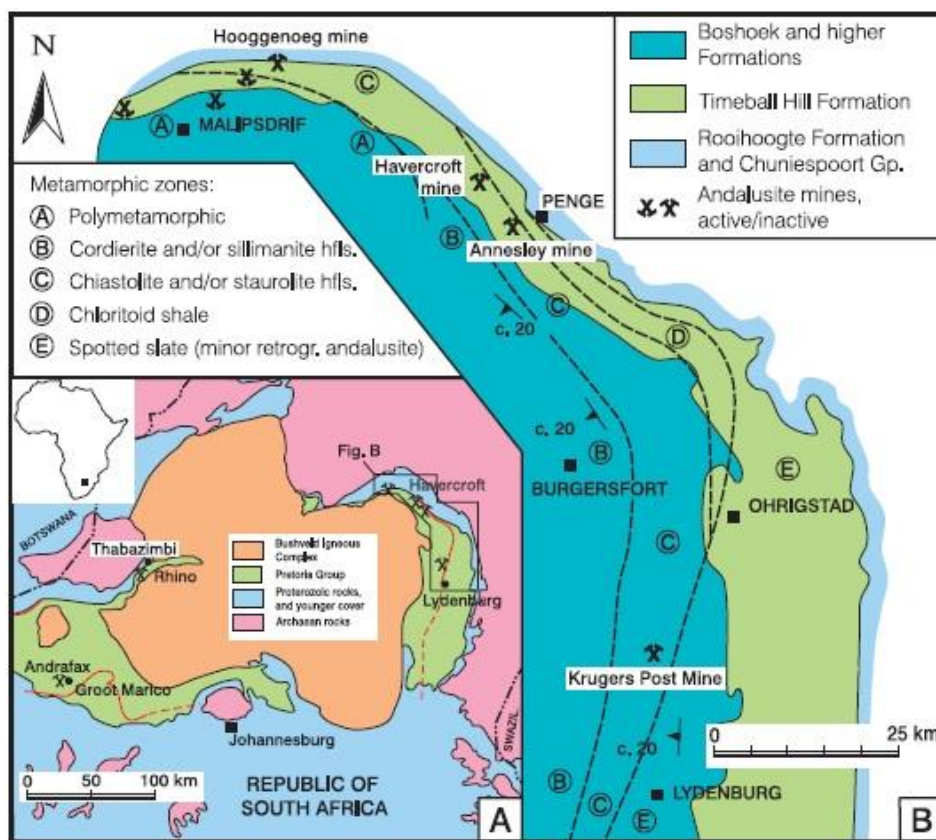 N
Hooggenoeg mine
C
A
MALIPSDRIF
A
Havercroft
mine
PENGE
B
Annesley mine
C
c. 20
D
c. 20
B
BURGERSFORT
E
OHRIGSTAD
C
Krugers Post Mine
c. 20
B
C
E
LYDENBURG
0 25 km
B
Boshoek and higher
Formations
Timeball Hill Formation
Rooihoogte Formation
and Chuniespoort Gp.
Andalusite mines,
active/inactive
Metamorphic zones:
A Polymetamorphic
B Cordierite and/or sillimanite hfls.
C Chiastolite and/or staurolite hfls.
D Chloritoid shale
E Spotted slate (minor retrogr. andalusite)
Fig. B
Havercroft
BOTSWANA
Thabazimbi
Rhino
Bushveld Igneous
Complex
Pretoria Group
Proterozoic rocks,
and younger cover
Archaean rocks
Lydenburg
Andrafax
Groot Marico
Johannesburg
SWAZIL.
0 50 100 km
REPUBLIC OF
SOUTH AFRICA
A